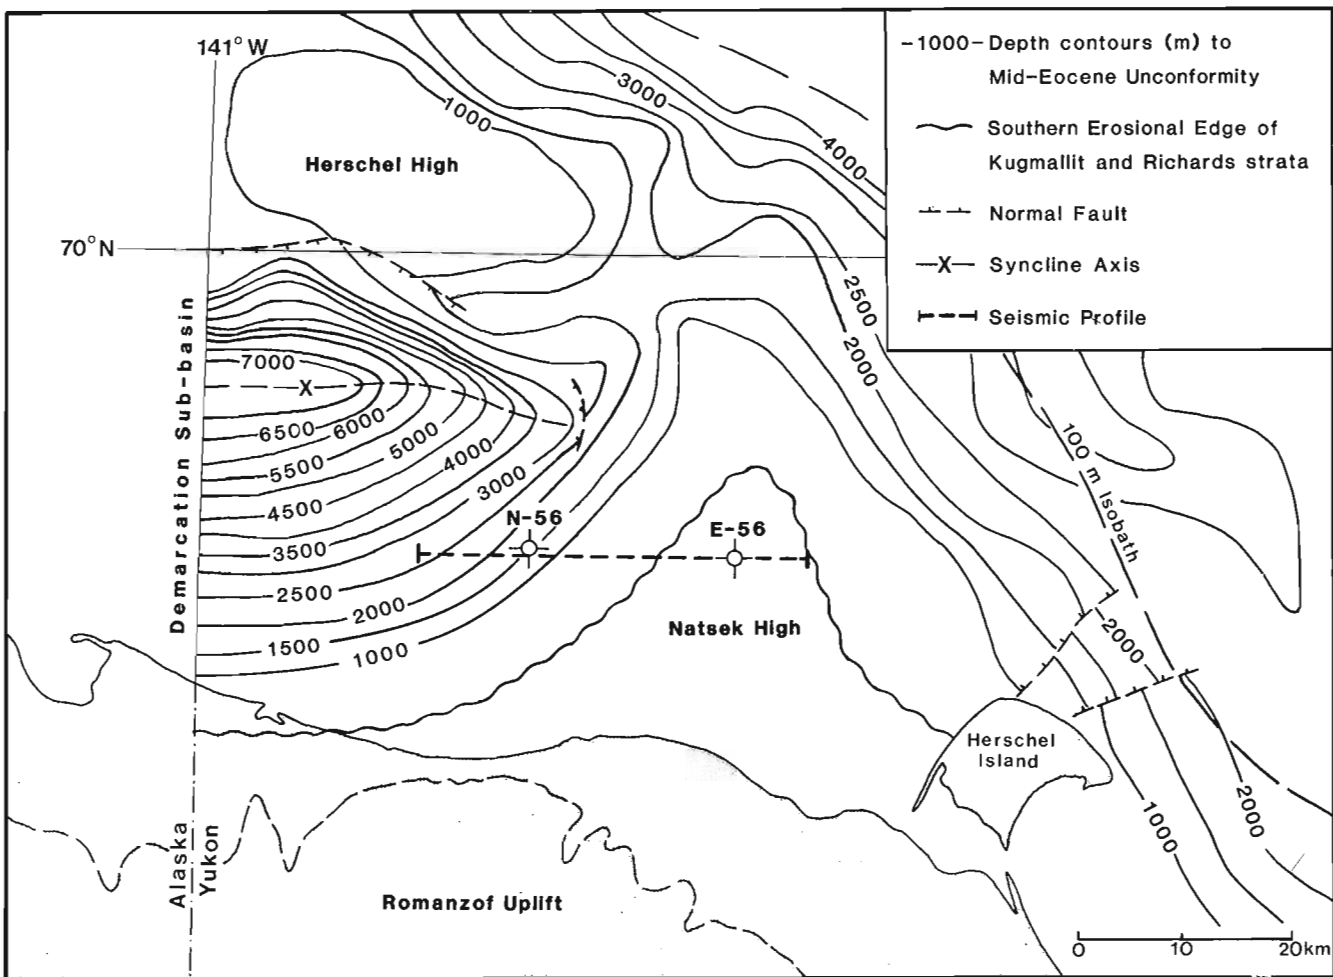 141° W
-1000- Depth contours (m) to
Mid-Eocene Unconformity
Southern Erosional Edge of
Kugmallit and Richards strata
Normal Fault
X Syncline Axis
Seismic Profile
3000
1000
4000
Herschel High
70° N
2500
2000
Demarcation Sub-basin
7000
X
6500
6000
5500
5000
4500
4000
3500
3000
2500
2000
1500
1000
N-56
E-56
Natsek High
100 m Isobath
2000
Herschel
Island
1000
2000
Alaska
Yukon
Romanzof Uplift
0 10 20km